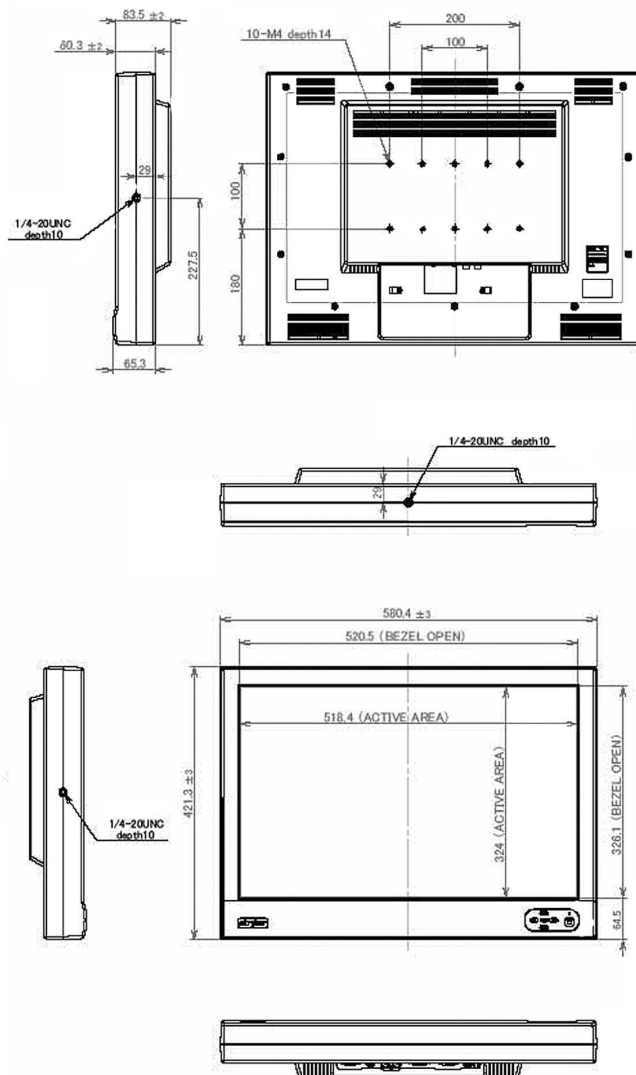 83.5 ±2
60.3 ±2
29
1/4-20UNC
depth10
227.5
65.3
200
10-M4 depth14
100
100
180
1/4-20UNC depth10
29
580.4 ±3
520.5 (BEZEL OPEN)
518.4 (ACTIVE AREA)
421.3 ±3
324 (ACTIVE AREA)
326.1 (BEZEL OPEN)
64.5
1/4-20UNC
depth10
stryker